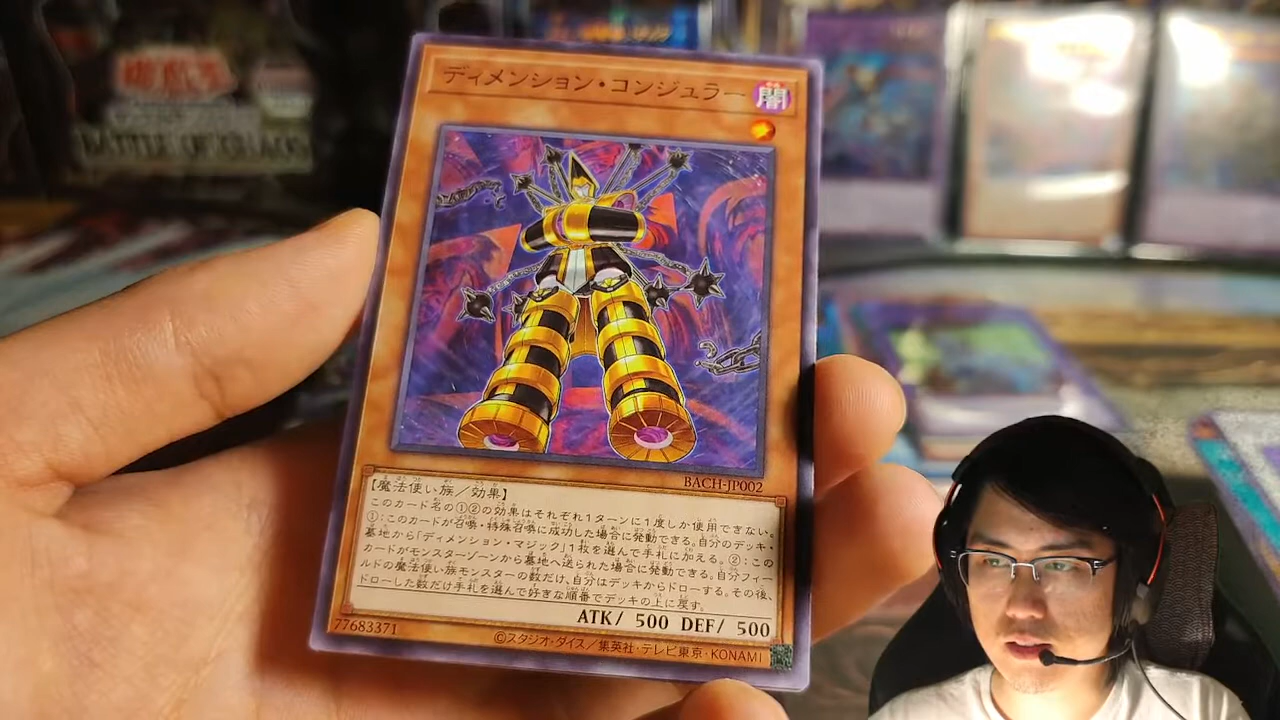 遊戯王
BATTLE OF CHAOS
ディメンション・コンジュラー
闇
BACH-JP002
【魔法使い族/効果】
このカード名の①②の効果はそれぞれ1ターンに1度しか使用できない。
①:このカードが召喚・特殊召喚に成功した場合に発動できる。自分のデッキ・
墓地から「ディメンション・マジック」1枚を選んで手札に加える。②:この
カードがモンスターゾーンから墓地へ送られた場合に発動できる。自分フィー
ルドの魔法使い族モンスターの数だけ、自分はデッキからドローする。その後、
ドローした数だけ手札を選んで好きな順番でデッキの上に戻す。
ATK/ 500 DEF/ 500
77683371
©スタジオ・ダイス/集英社・テレビ東京・KONAMI